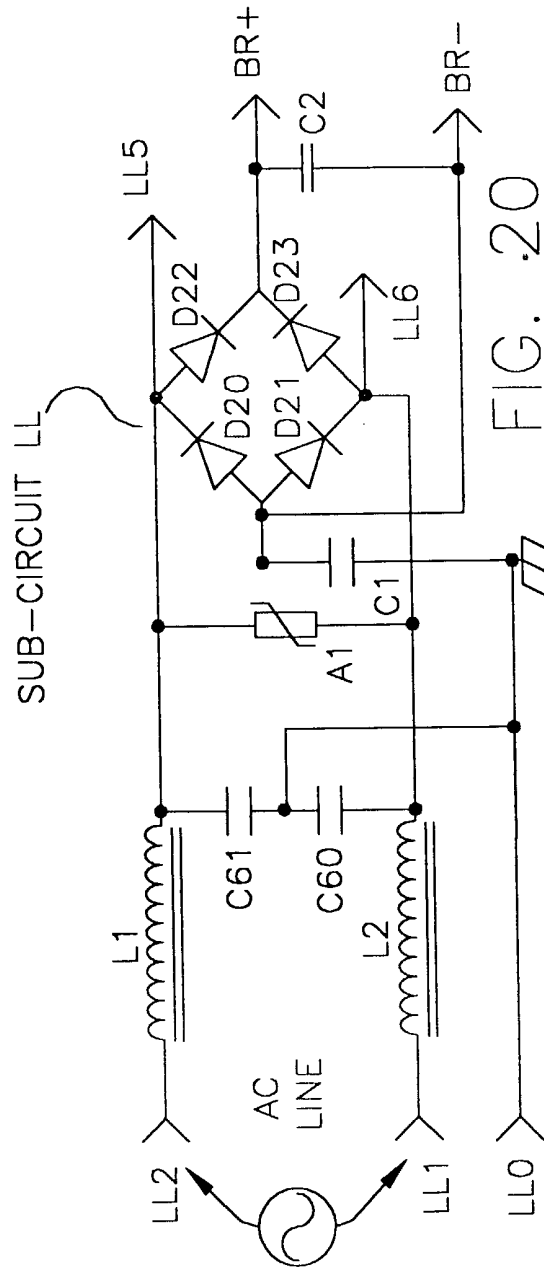 SUB-CIRCUIT LL
LL5
BR+
L1
D22
D20
C2
C61
AC
LINE
LL2
A1
C1
D23
D21
LL6
C60
L2
BR-
LL1
LL0
FIG. 20